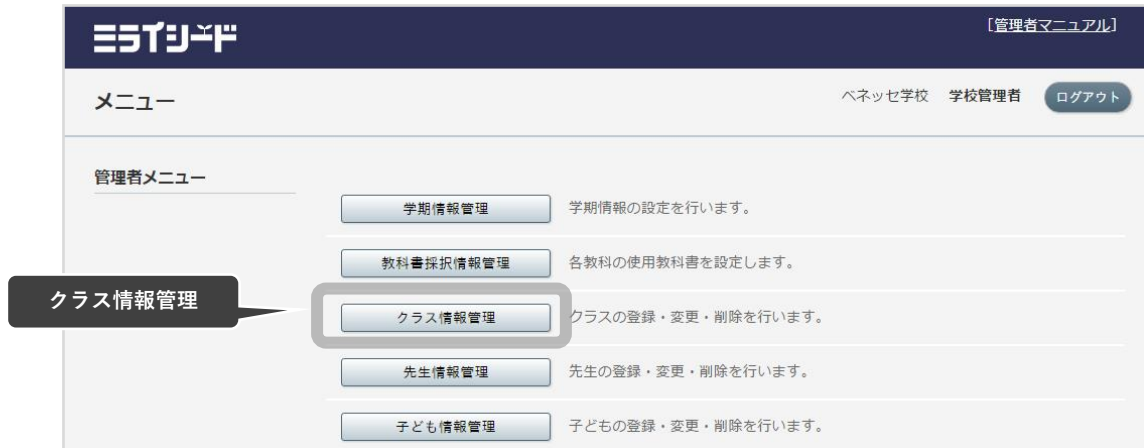 ミライシード
[管理者マニュアル]
メニュー
ベネッセ学校 学校管理者 ログアウト
管理者メニュー
学期情報管理 学期情報の設定を行います。
教科書採択情報管理 各教科の使用教科書を設定します。
クラス情報管理
クラス情報管理 クラスの登録・変更・削除を行います。
先生情報管理 先生の登録・変更・削除を行います。
子ども情報管理 子どもの登録・変更・削除を行います。